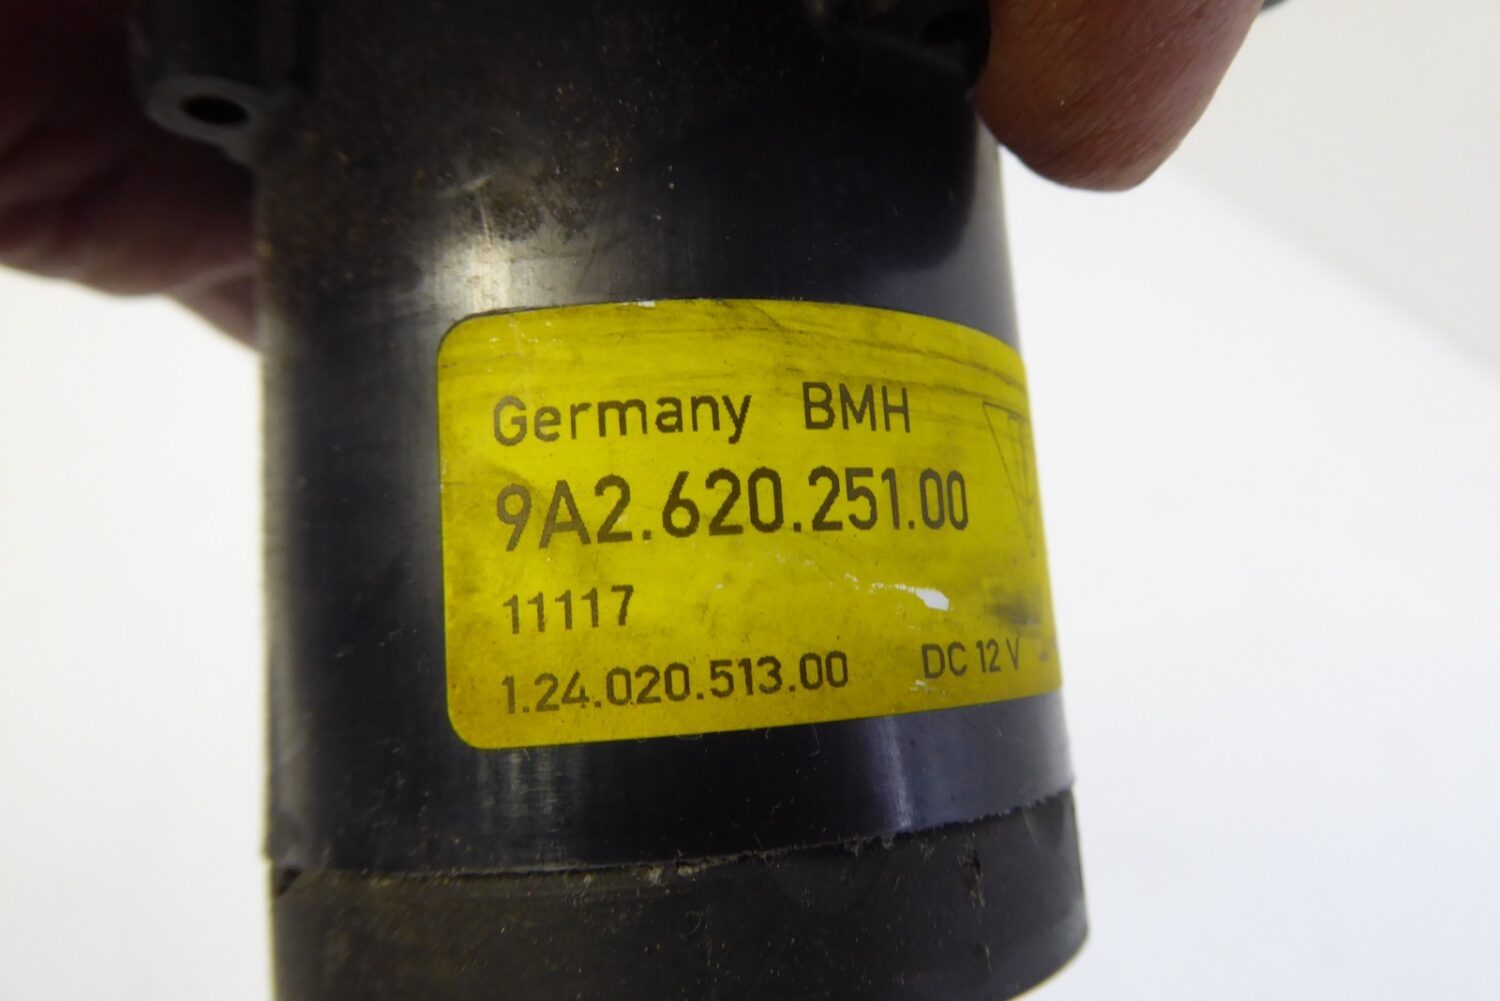 Germany BMH
9A2.620.251.00
11117
1.24.020.513.00 DC 12 V